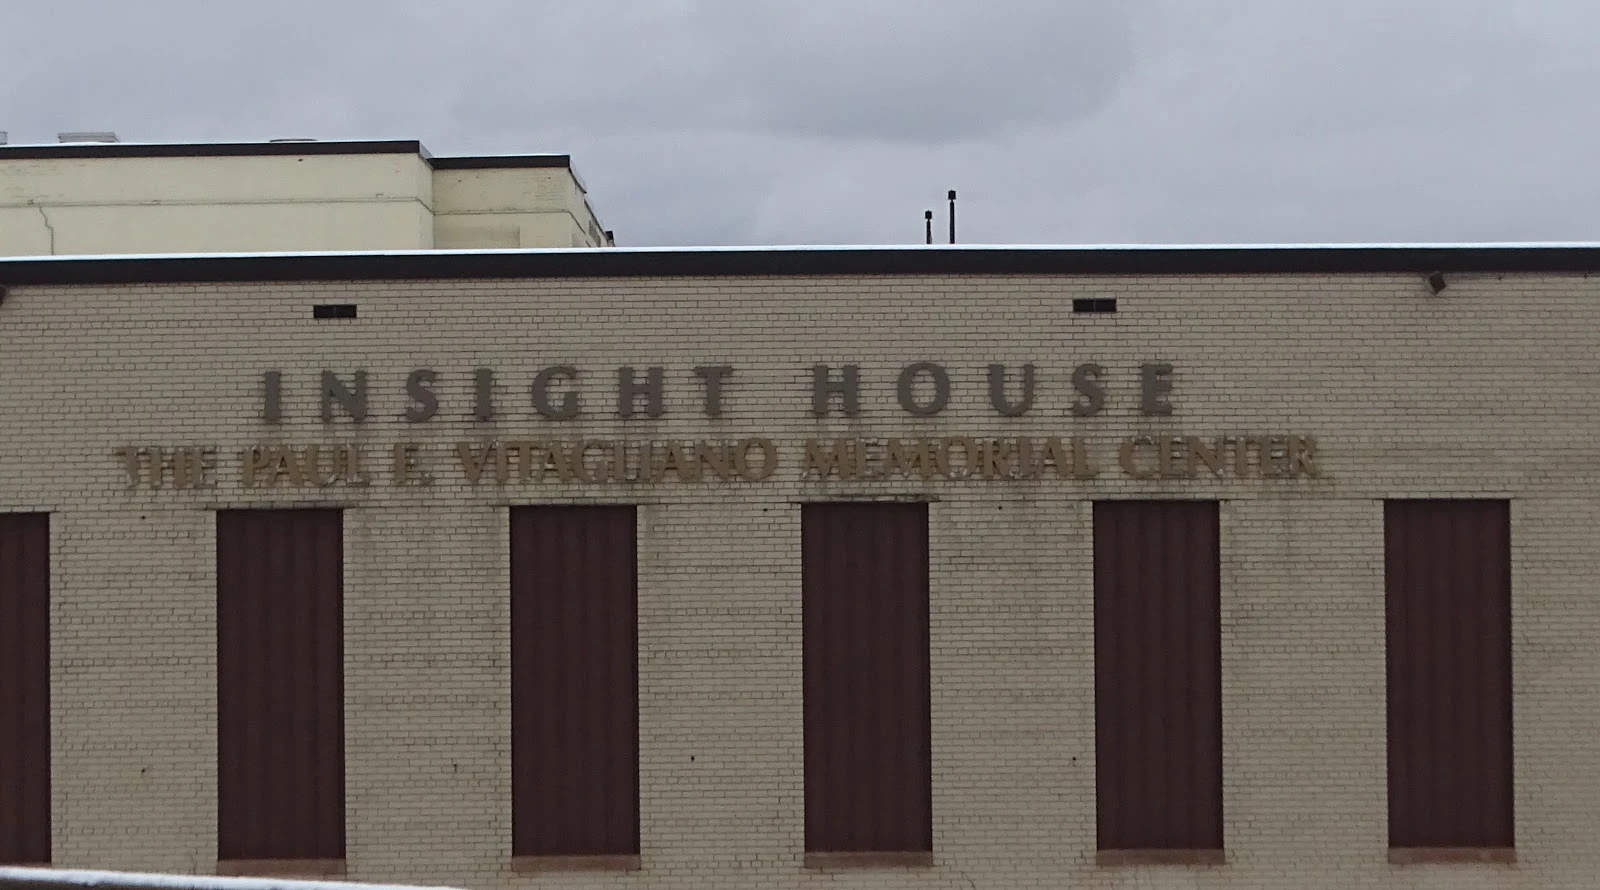 INSIGHT HOUSE
THE PAUL E. VITAGLIANO MEMORIAL CENTER